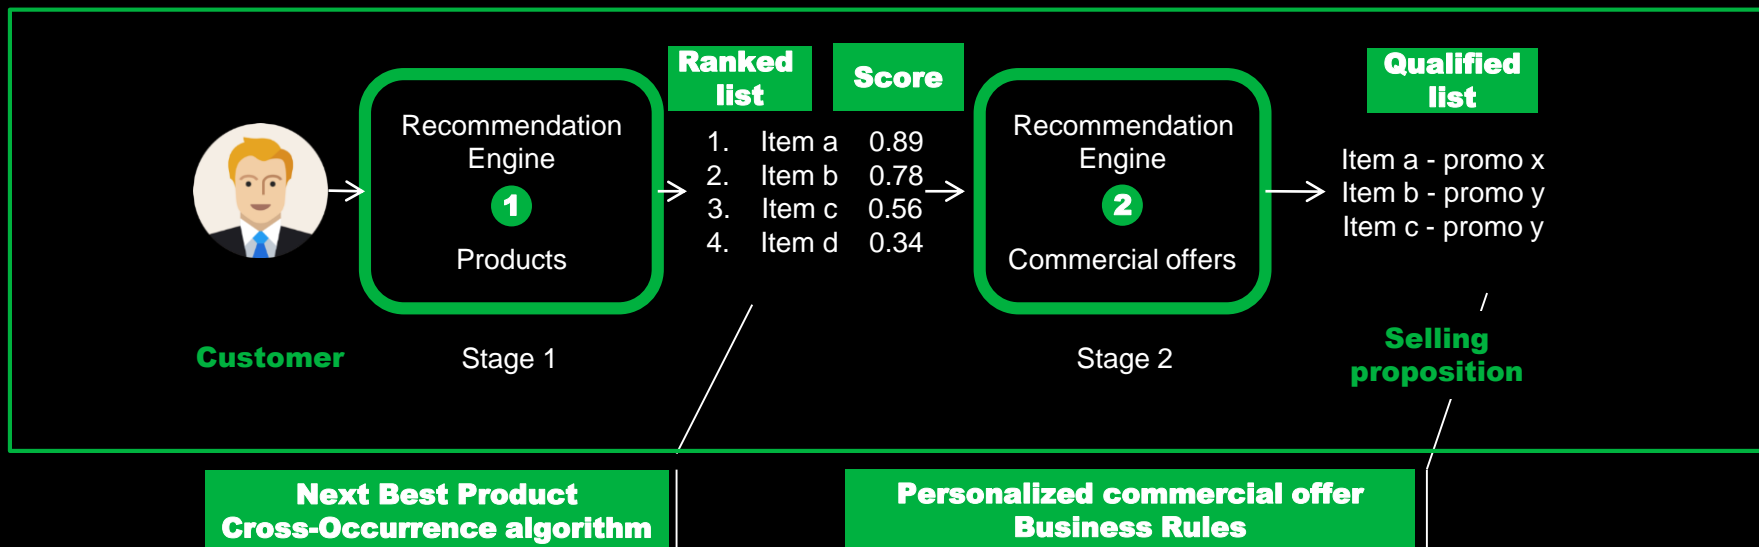 Ranked
list
Score
Qualified
list
Recommendation
Engine
1
Products
1. Item a 0.89
2. Item b 0.78
3. Item c 0.56
4. Item d 0.34
Recommendation
Engine
2
Commercial offers
Item a - promo x
Item b - promo y
Item c - promo y
Customer
Stage 1
Stage 2
Selling
proposition
Next Best Product
Cross-Occurrence algorithm
Personalized commercial offer
Business Rules